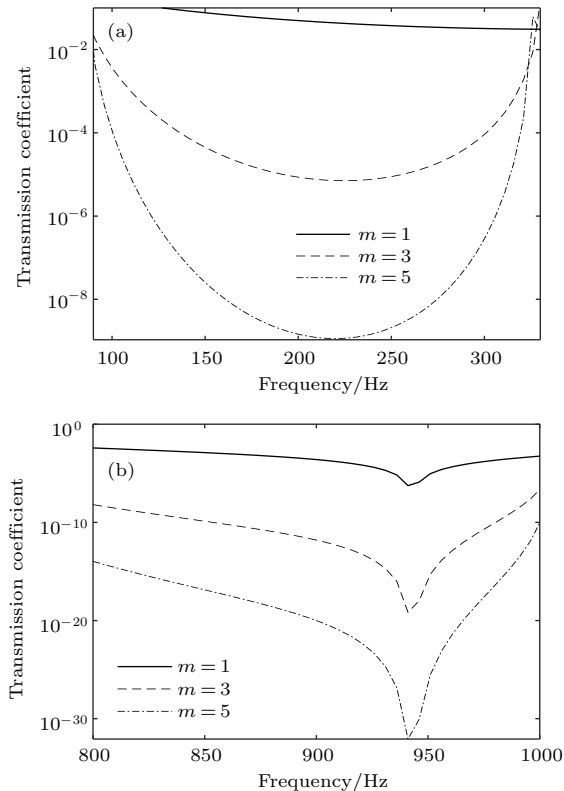 (a)
Transmission coefficient
10⁻²
10⁻⁴
10⁻⁶
10⁻⁸
m = 1
m = 3
m = 5
100 150 200 250 300
Frequency/Hz
(b)
Transmission coefficient
10⁰
10⁻¹⁰
10⁻²⁰
10⁻³⁰
m = 1
m = 3
m = 5
800 850 900 950 1000
Frequency/Hz